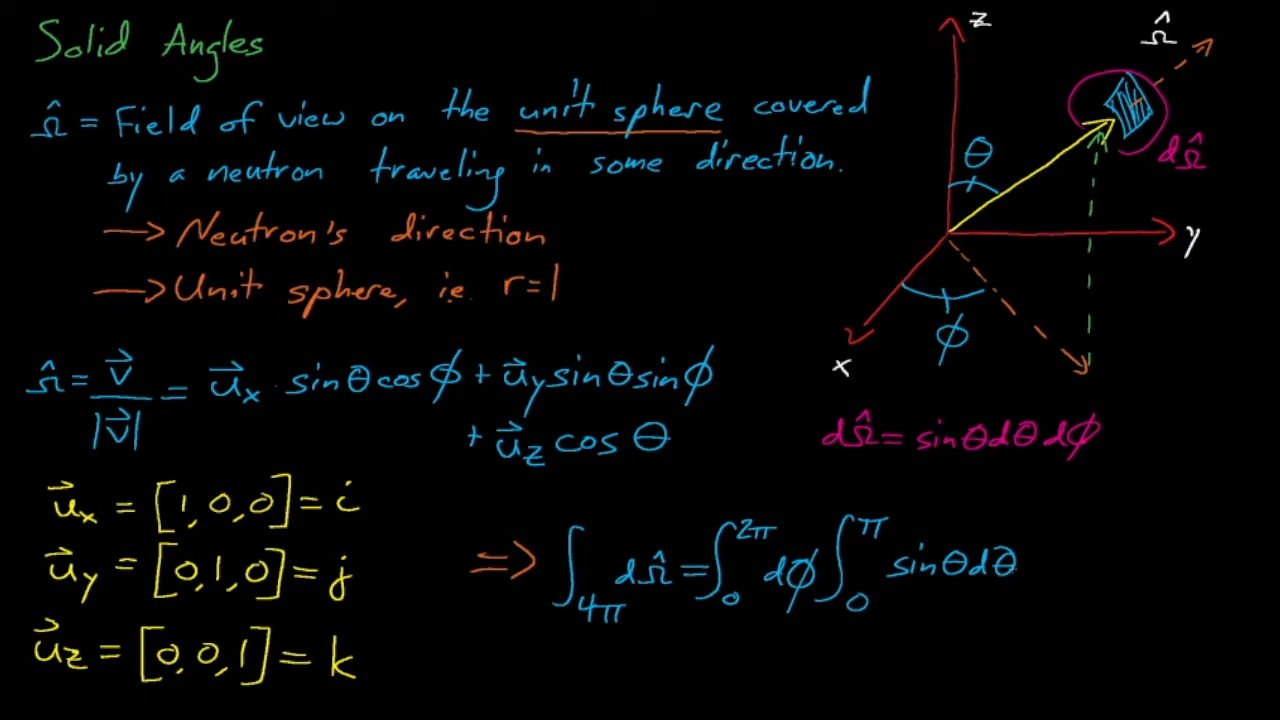 Solid Angles
Ω̂ = Field of view on the unit sphere covered
by a neutron traveling in some direction.
→ Neutron's direction
→ Unit sphere, i.e. r=1
Ω̂ = v⃗/|v⃗| = u⃗x · sinθcosϕ + u⃗y sinθsinϕ
+ u⃗z cos θ
u⃗x = [1, 0, 0] = i
u⃗y = [0, 1, 0] = j
u⃗z = [0, 0, 1] = k
z
Ω̂
θ
dΩ̂
y
ϕ
x
dΩ̂ = sinθdθdϕ
⇒ ∫4π dΩ̂ = ∫0^2π dϕ ∫0^π sinθdθ